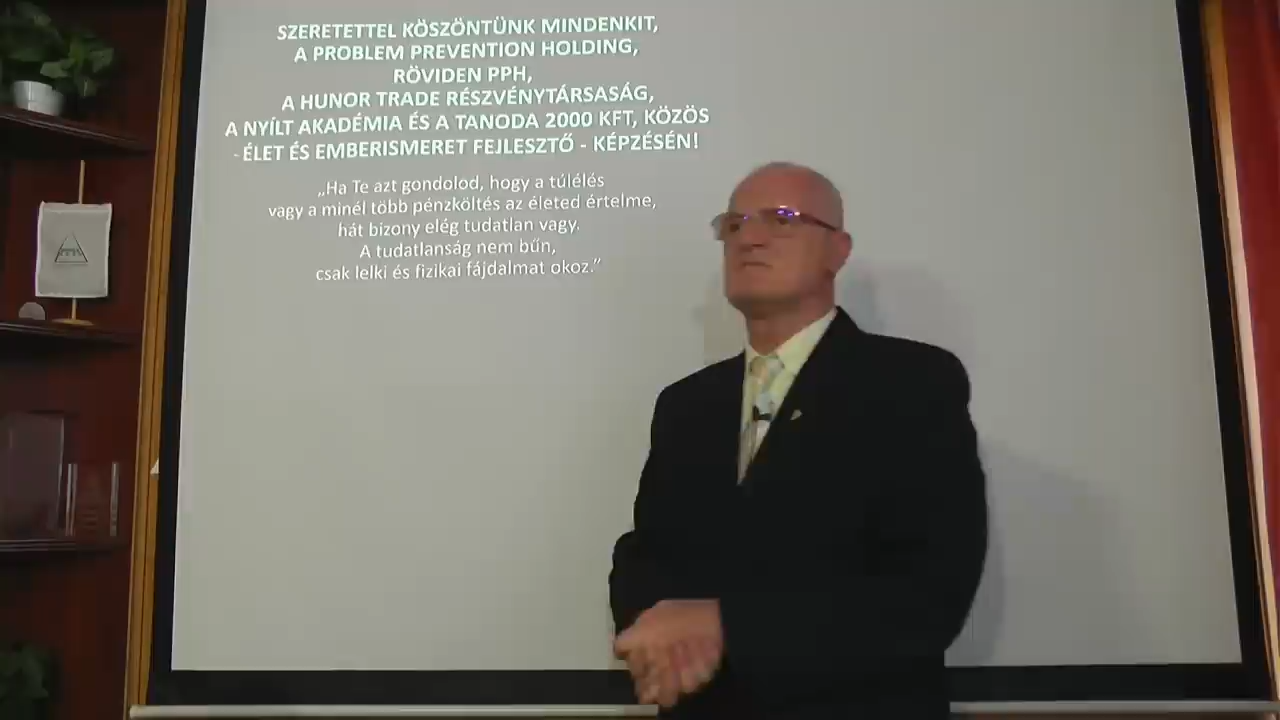 SZERETETTEL KÖSZÖNTÜNK MINDENKIT,
A PROBLEM PREVENTION HOLDING,
RÖVIDEN PPH,
A HUNOR TRADE RÉSZVÉNYTÁRSASÁG,
A NYÍLT AKADÉMIA ÉS A TANODA 2000 KFT, KÖZÖS
- ÉLET ÉS EMBERISMERET FEJLESZTŐ - KÉPZÉSÉN!
„Ha Te azt gondolod, hogy a túlélés
vagy a minél több pénzköltés az életed értelme,
hát bizony elég tudatlan vagy.
A tudatlanság nem bűn,
csak lelki és fizikai fájdalmat okoz.”